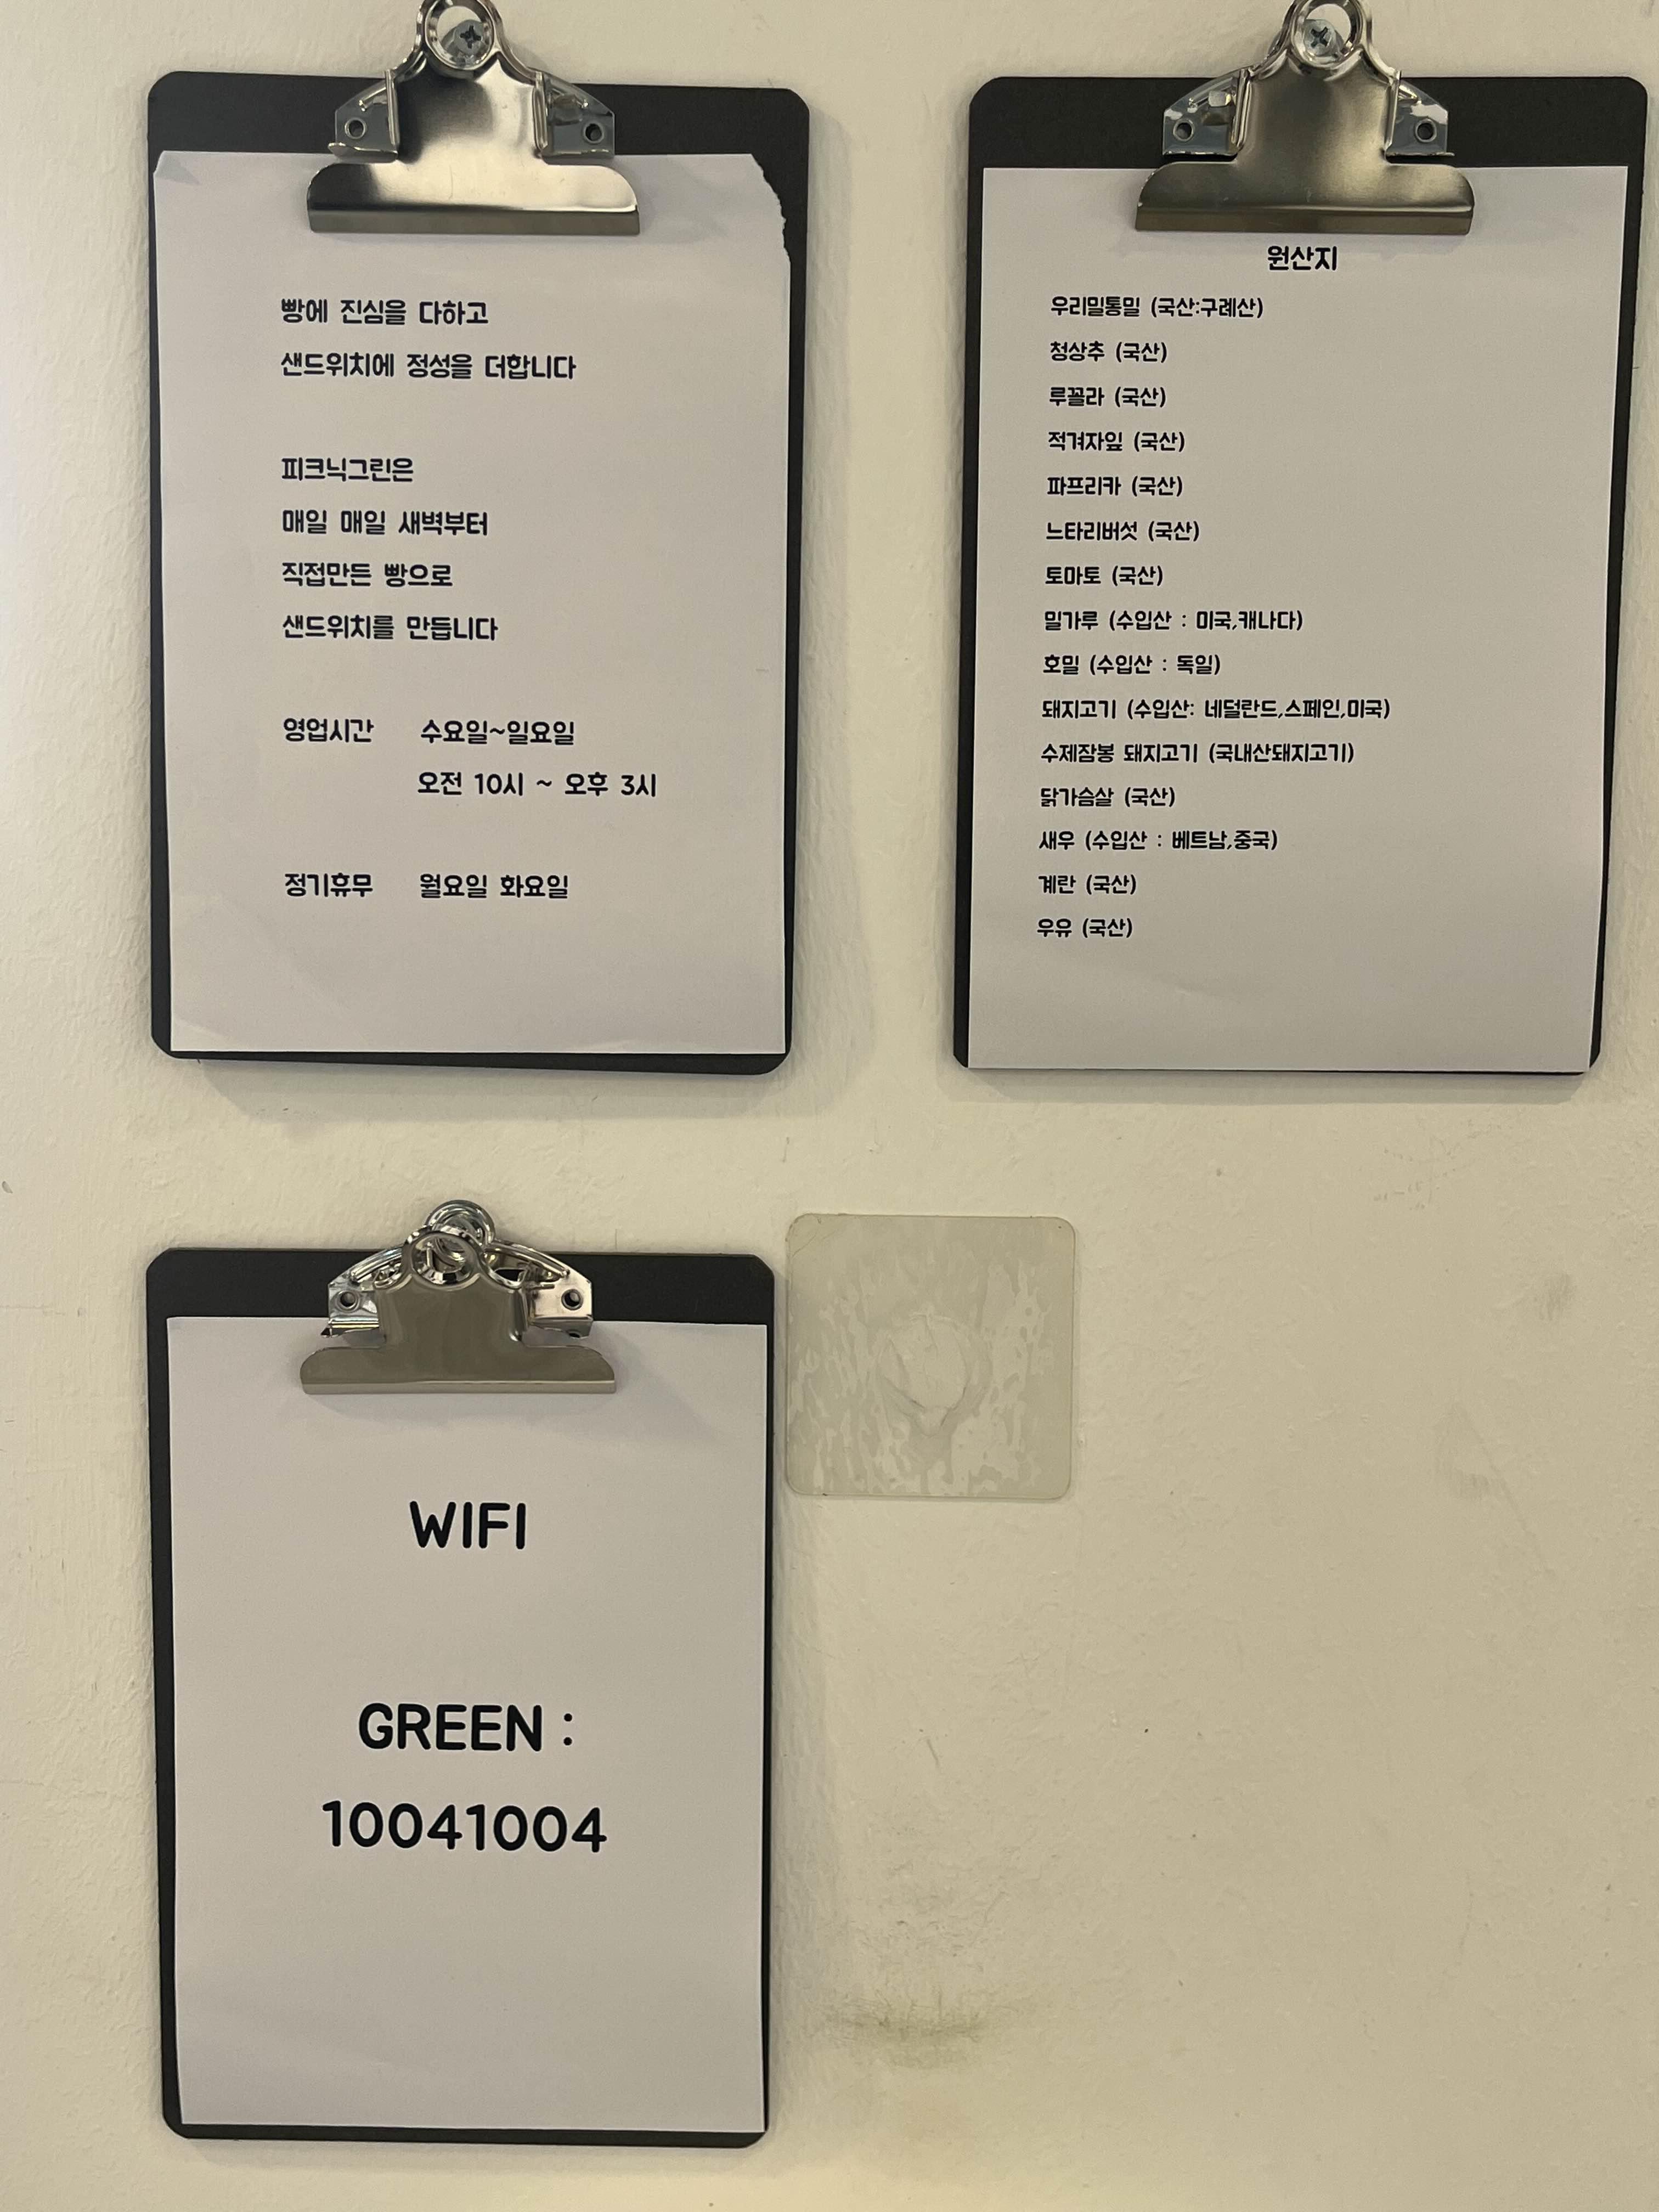 빵에 진심을 다하고
샌드위치에 정성을 더합니다
피크닉그린은
매일 매일 새벽부터
직접만든 빵으로
샌드위치를 만듭니다
영업시간 수요일~일요일
오전 10시 ~ 오후 3시
정기휴무 월요일 화요일
원산지
우리밀통밀 (국산:구례산)
청상추 (국산)
루꼴라 (국산)
적겨자잎 (국산)
파프리카 (국산)
느타리버섯 (국산)
토마토 (국산)
밀가루 (수입산 : 미국,캐나다)
호밀 (수입산 : 독일)
돼지고기 (수입산: 네덜란드,스페인,미국)
수제잠봉 돼지고기 (국내산돼지고기)
닭가슴살 (국산)
새우 (수입산 : 베트남,중국)
계란 (국산)
우유 (국산)
WIFI
GREEN :
10041004